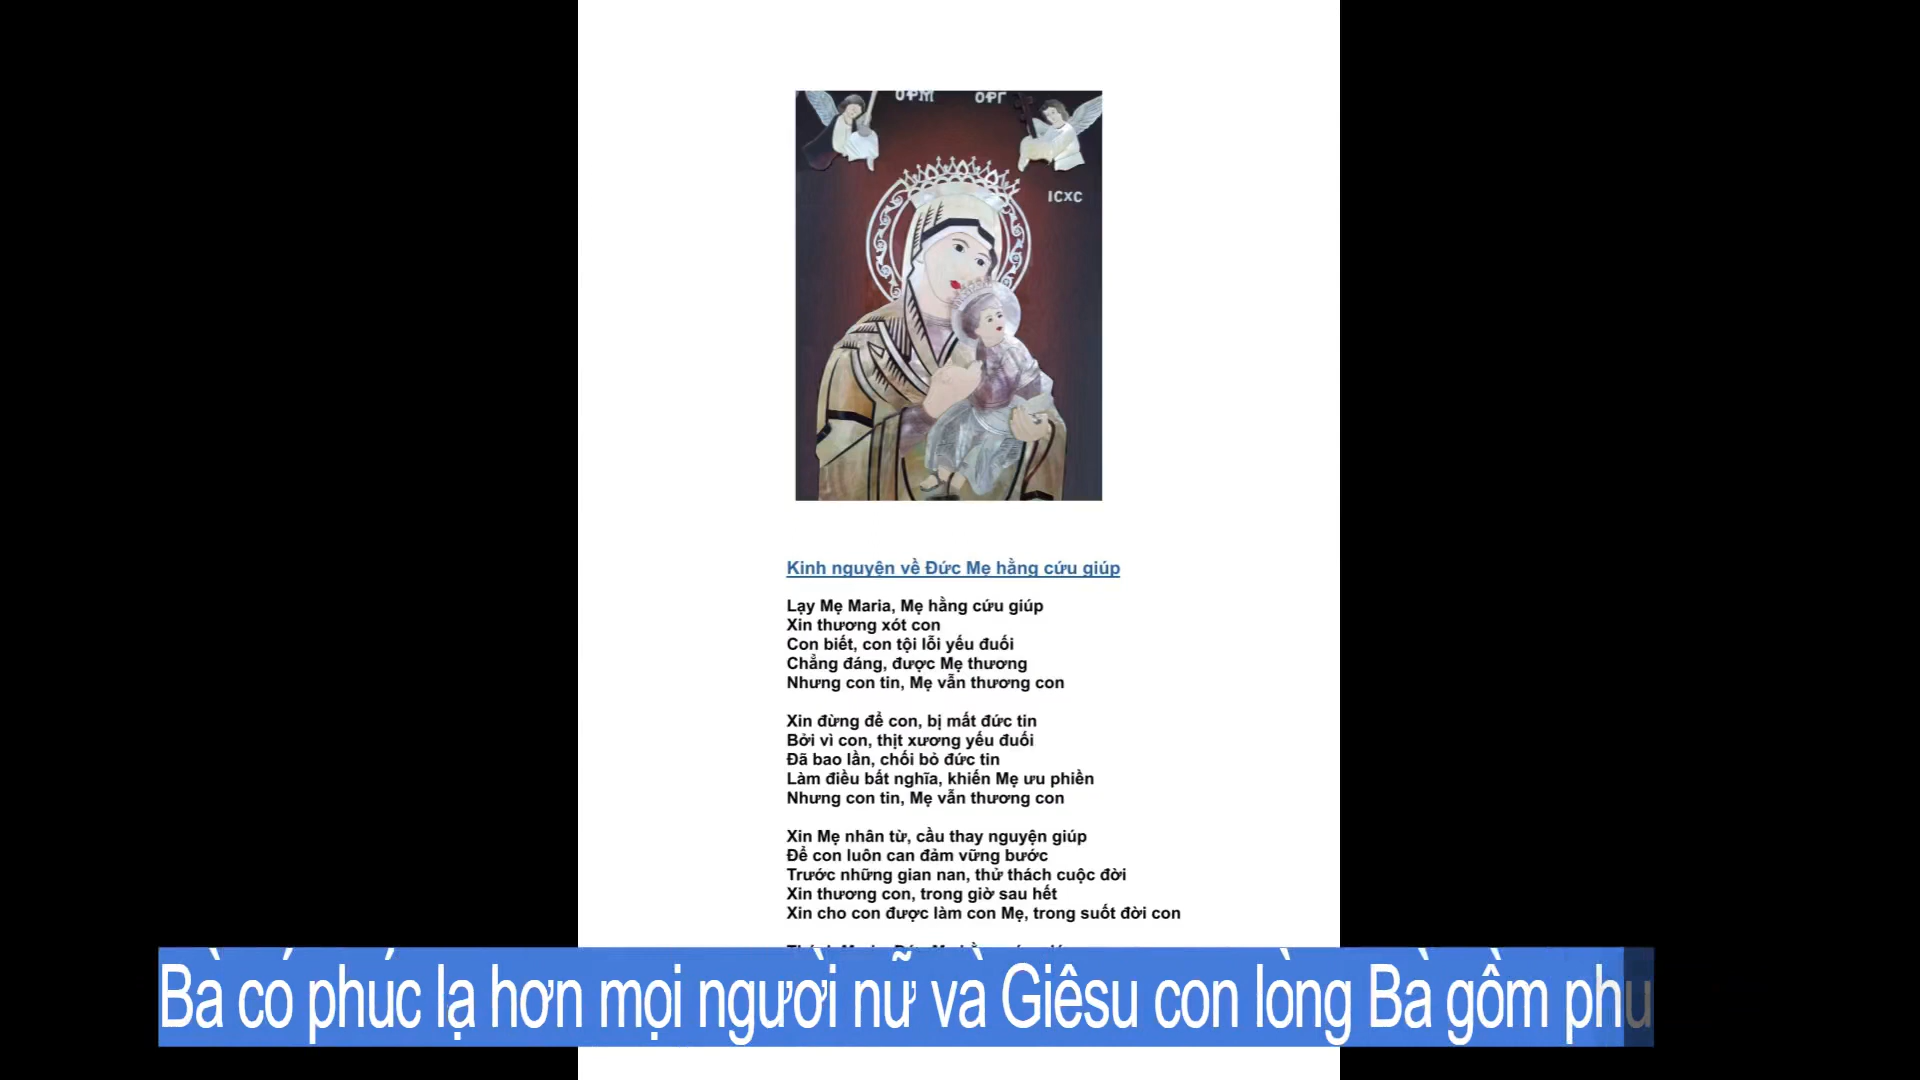 OPM OPΓ
ICXC
Kinh nguyện về Đức Mẹ hằng cứu giúp
Lạy Mẹ Maria, Mẹ hằng cứu giúp
Xin thương xót con
Con biết, con tội lỗi yếu đuối
Chẳng đáng, được Mẹ thương
Nhưng con tin, Mẹ vẫn thương con
Xin đừng để con, bị mất đức tin
Bởi vì con, thịt xương yếu đuối
Đã bao lần, chối bỏ đức tin
Làm điều bất nghĩa, khiến Mẹ ưu phiền
Nhưng con tin, Mẹ vẫn thương con
Xin Mẹ nhân từ, cầu thay nguyện giúp
Để con luôn can đảm vững bước
Trước những gian nan, thử thách cuộc đời
Xin thương con, trong giờ sau hết
Xin cho con được làm con Mẹ, trong suốt đời con
Bà có phúc lạ hơn mọi người nữ và Giêsu con lòng Bà gồm phu